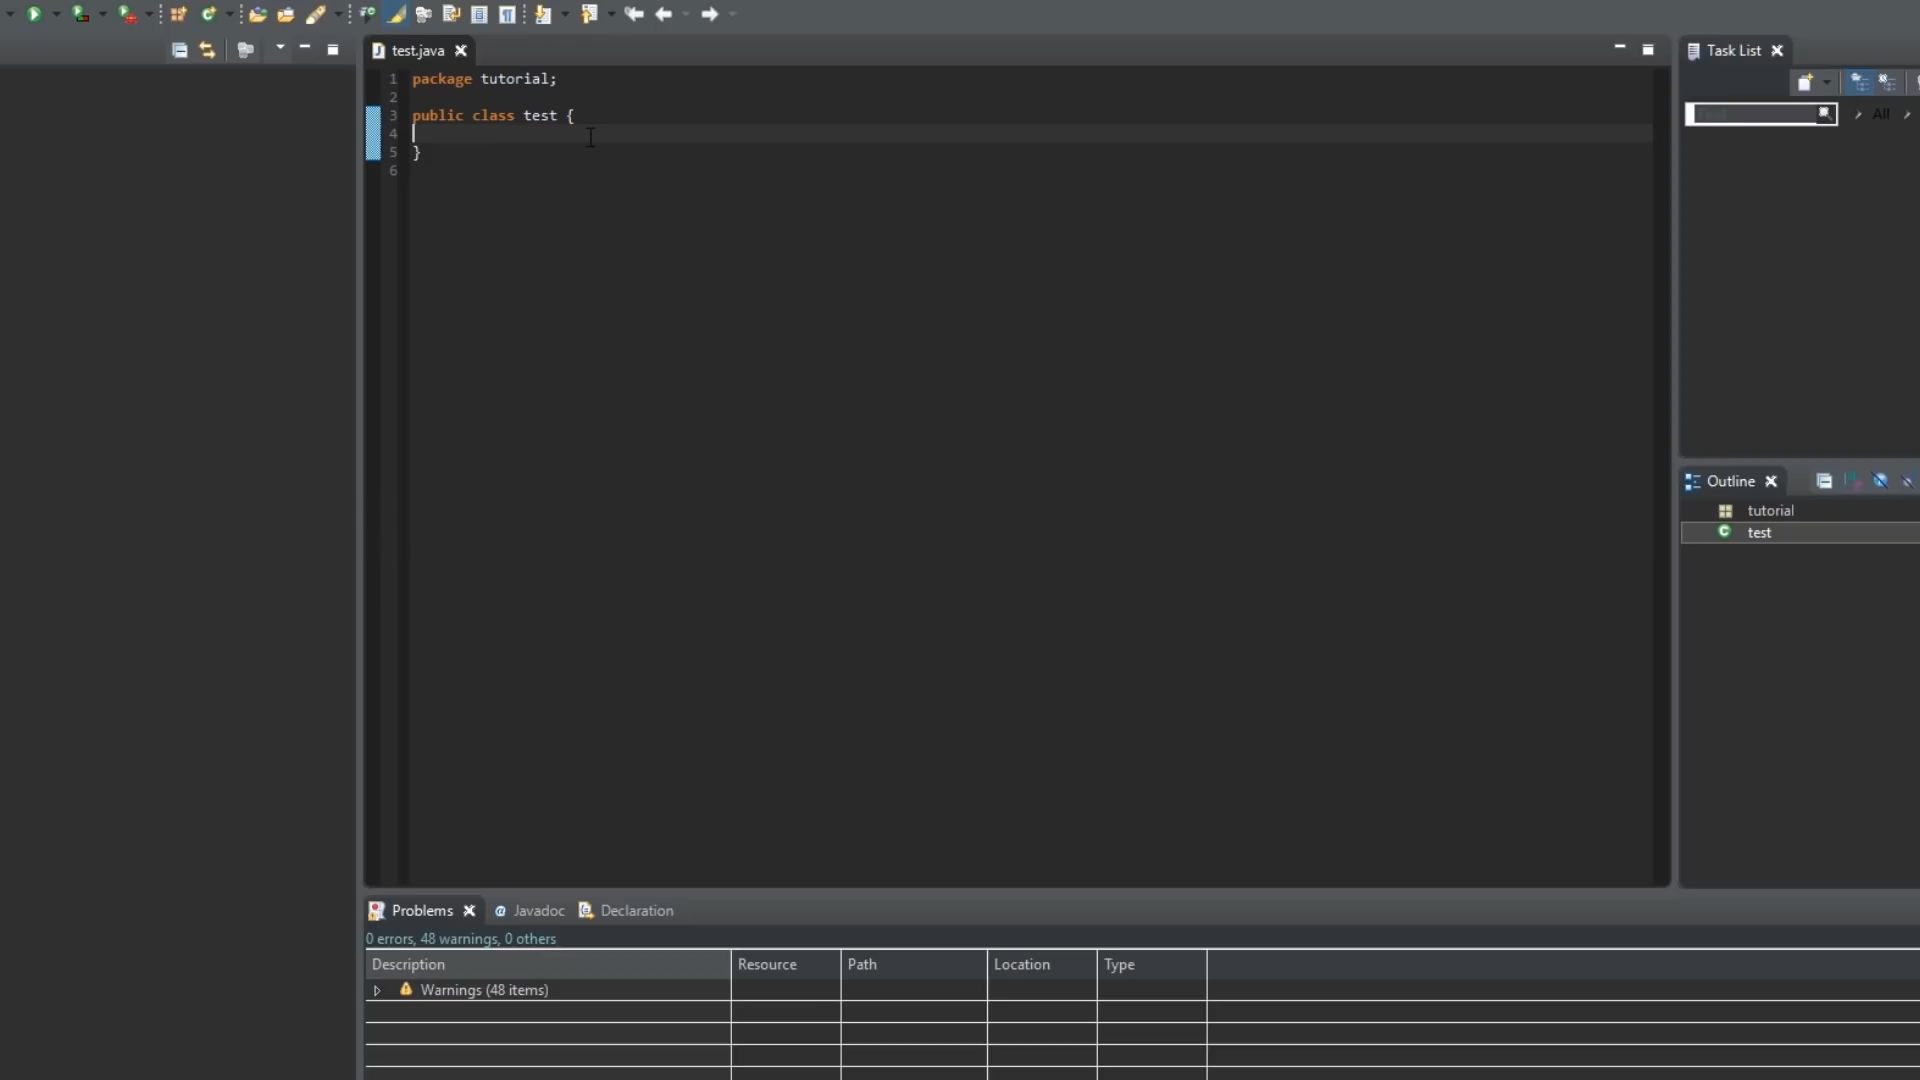 test.java
Task List
1 package tutorial;
2
3 public class test {
4
5 }
6
All
Outline
tutorial
test
Problems Javadoc Declaration
0 errors, 48 warnings, 0 others
Description Resource Path Location Type
Warnings (48 items)